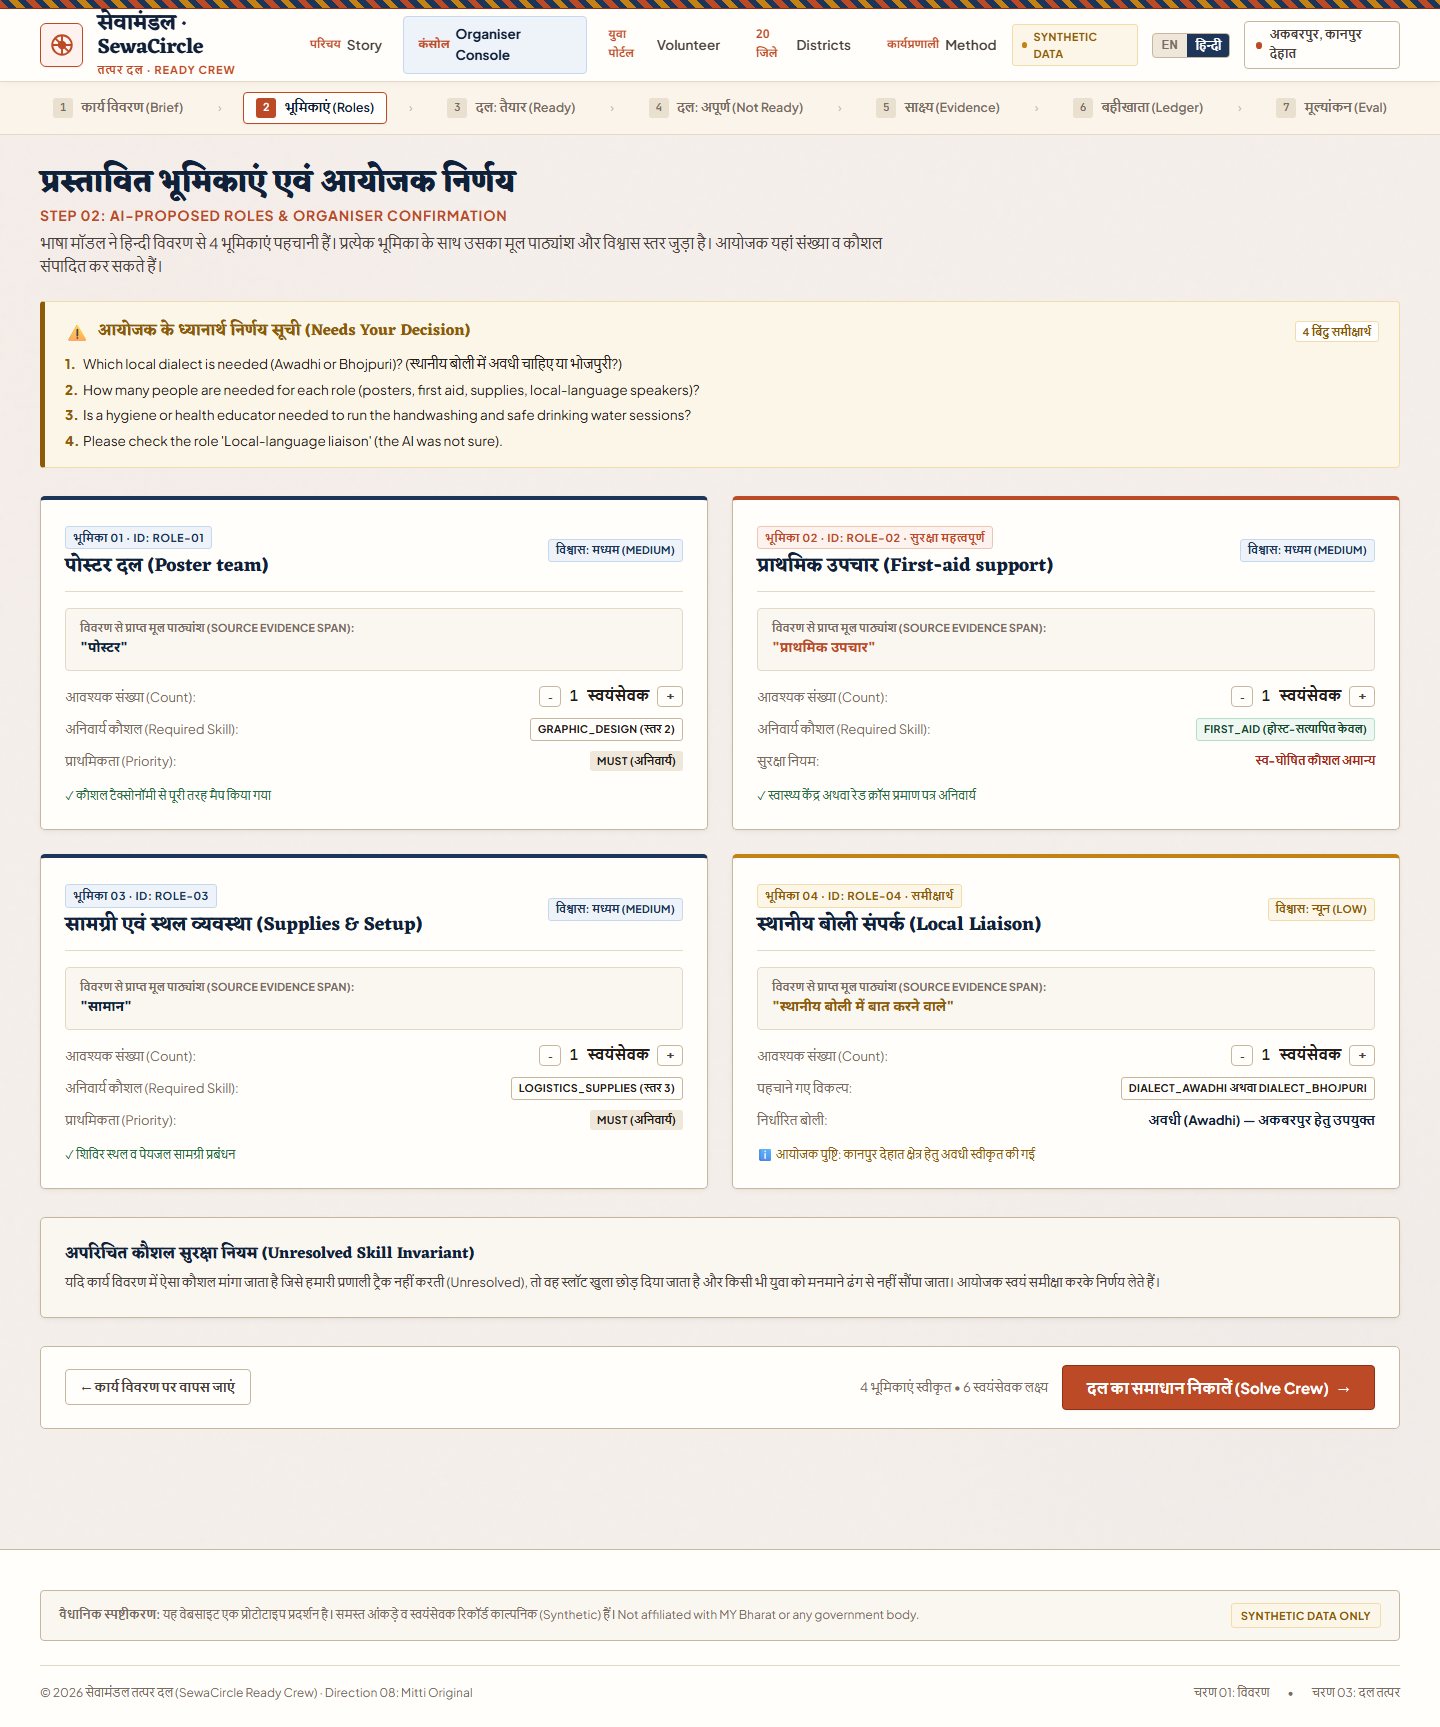 सेवामंडल ·
SewaCircle
तत्पर दल · READY CREW
परिचय Story
कंसोल Organiser Console
युवा पोर्टल Volunteer
20 जिले Districts
कार्यप्रणाली Method
SYNTHETIC DATA
EN हिन्दी
अकबरपुर, कानपुर देहात
1 कार्य विवरण (Brief) › 2 भूमिकाएं (Roles) › 3 दल: तैयार (Ready) › 4 दल: अपूर्ण (Not Ready) › 5 साक्ष्य (Evidence) › 6 बहीखाता (Ledger) › 7 मूल्यांकन (Eval)
प्रस्तावित भूमिकाएं एवं आयोजक निर्णय
STEP 02: AI-PROPOSED ROLES & ORGANISER CONFIRMATION
भाषा मॉडल ने हिन्दी विवरण से 4 भूमिकाएं पहचानी हैं। प्रत्येक भूमिका के साथ उसका मूल पाठ्यांश और विश्वास स्तर जुड़ा है। आयोजक यहां संख्या व कौशल
संपादित कर सकते हैं।
⚠️ आयोजक के ध्यानार्थ निर्णय सूची (Needs Your Decision)
4 बिंदु समीक्षार्थ
1. Which local dialect is needed (Awadhi or Bhojpuri)? (स्थानीय बोली में अवधी चाहिए या भोजपुरी?)
2. How many people are needed for each role (posters, first aid, supplies, local-language speakers)?
3. Is a hygiene or health educator needed to run the handwashing and safe drinking water sessions?
4. Please check the role 'Local-language liaison' (the AI was not sure).
भूमिका 01 · ID: ROLE-01
पोस्टर दल (Poster team)
विश्वास: मध्यम (MEDIUM)
विवरण से प्राप्त मूल पाठ्यांश (SOURCE EVIDENCE SPAN):
"पोस्टर"
आवश्यक संख्या (Count): - 1 स्वयंसेवक +
अनिवार्य कौशल (Required Skill): GRAPHIC_DESIGN (स्तर 2)
प्राथमिकता (Priority): MUST (अनिवार्य)
✓ कौशल टैक्सोनॉमी से पूरी तरह मैप किया गया
भूमिका 02 · ID: ROLE-02 · सुरक्षा महत्वपूर्ण
प्राथमिक उपचार (First-aid support)
विश्वास: मध्यम (MEDIUM)
विवरण से प्राप्त मूल पाठ्यांश (SOURCE EVIDENCE SPAN):
"प्राथमिक उपचार"
आवश्यक संख्या (Count): - 1 स्वयंसेवक +
अनिवार्य कौशल (Required Skill): FIRST_AID (होस्ट-सत्यापित केवल)
सुरक्षा नियम: स्व-घोषित कौशल अमान्य
✓ स्वास्थ्य केंद्र अथवा रेड क्रॉस प्रमाण पत्र अनिवार्य
भूमिका 03 · ID: ROLE-03
सामग्री एवं स्थल व्यवस्था (Supplies & Setup)
विश्वास: मध्यम (MEDIUM)
विवरण से प्राप्त मूल पाठ्यांश (SOURCE EVIDENCE SPAN):
"सामान"
आवश्यक संख्या (Count): - 1 स्वयंसेवक +
अनिवार्य कौशल (Required Skill): LOGISTICS_SUPPLIES (स्तर 3)
प्राथमिकता (Priority): MUST (अनिवार्य)
✓ शिविर स्थल व पेयजल सामग्री प्रबंधन
भूमिका 04 · ID: ROLE-04 · समीक्षार्थ
स्थानीय बोली संपर्क (Local Liaison)
विश्वास: न्यून (LOW)
विवरण से प्राप्त मूल पाठ्यांश (SOURCE EVIDENCE SPAN):
"स्थानीय बोली में बात करने वाले"
आवश्यक संख्या (Count): - 1 स्वयंसेवक +
पहचाने गए विकल्प: DIALECT_AWADHI अथवा DIALECT_BHOJPURI
निर्धारित बोली: अवधी (Awadhi) — अकबरपुर हेतु उपयुक्त
ℹ️ आयोजक पुष्टि: कानपुर देहात क्षेत्र हेतु अवधी स्वीकृत की गई
अपरिचित कौशल सुरक्षा नियम (Unresolved Skill Invariant)
यदि कार्य विवरण में ऐसा कौशल मांगा जाता है जिसे हमारी प्रणाली ट्रैक नहीं करती (Unresolved), तो वह स्लॉट खुला छोड़ दिया जाता है और किसी भी युवा को मनमाने ढंग से नहीं सौंपा जाता। आयोजक स्वयं समीक्षा करके निर्णय लेते हैं।
← कार्य विवरण पर वापस जाएं
4 भूमिकाएं स्वीकृत • 6 स्वयंसेवक लक्ष्य
दल का समाधान निकालें (Solve Crew) →
वैधानिक स्पष्टीकरण: यह वेबसाइट एक प्रोटोटाइप प्रदर्शन है। समस्त आंकड़े व स्वयंसेवक रिकॉर्ड काल्पनिक (Synthetic) हैं। Not affiliated with MY Bharat or any government body.
SYNTHETIC DATA ONLY
© 2026 सेवामंडल तत्पर दल (SewaCircle Ready Crew) · Direction 08: Mitti Original
चरण 01: विवरण • चरण 03: दल तत्पर